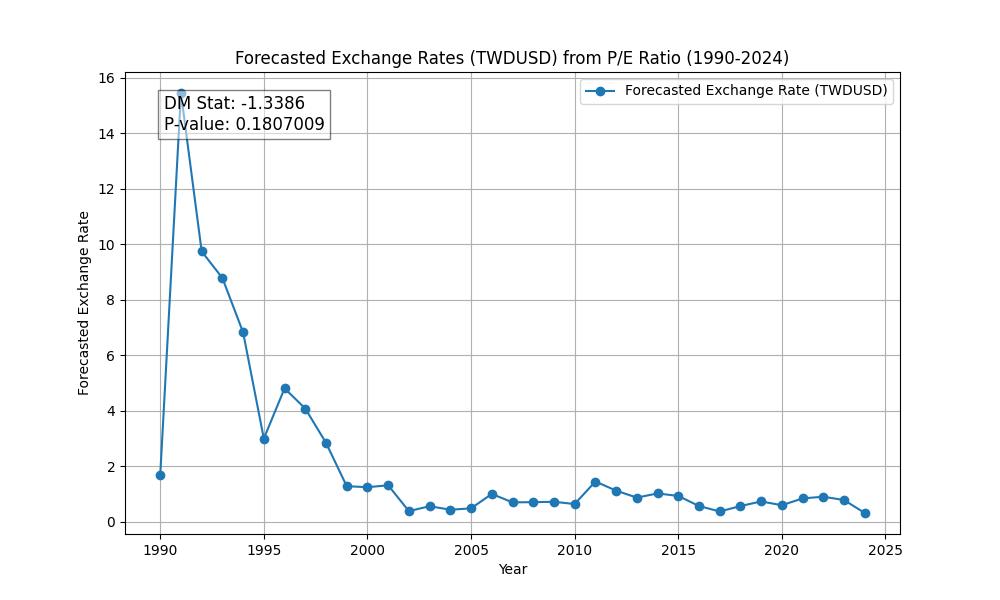 Forecasted Exchange Rates (TWDUSD) from P/E Ratio (1990-2024)
DM Stat: -1.3386
P-value: 0.1807009
Forecasted Exchange Rate (TWDUSD)
Forecasted Exchange Rate
16
14
12
10
8
6
4
2
0
1990 1995 2000 2005 2010 2015 2020 2025
Year